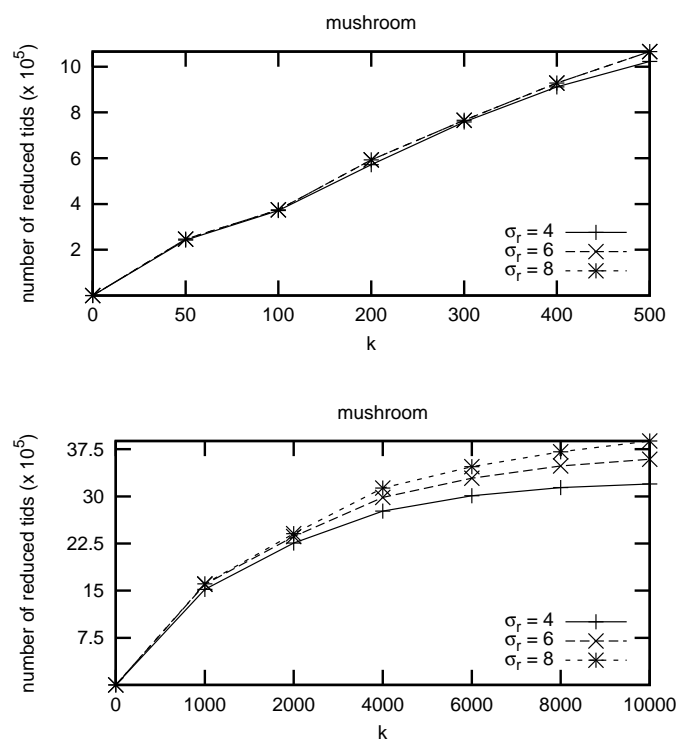 mushroom
number of reduced tids (x 10^5)
10
8
6
4
2
σr = 4
σr = 6
σr = 8
0 50 100 200 300 400 500
k
mushroom
number of reduced tids (x 10^5)
37.5
30
22.5
15
7.5
σr = 4
σr = 6
σr = 8
0 1000 2000 4000 6000 8000 10000
k